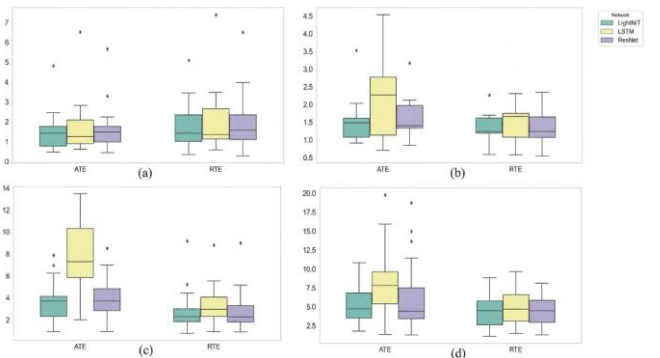 Network
LightNIT
LSTM
ResNet
7
6
5
4
3
2
1
0
ATE
RTE
(a)
4.5
4.0
3.5
3.0
2.5
2.0
1.5
1.0
0.5
ATE
RTE
(b)
14
12
10
8
6
4
2
ATE
RTE
(c)
20.0
17.5
15.0
12.5
10.0
7.5
5.0
2.5
ATE
RTE
(d)